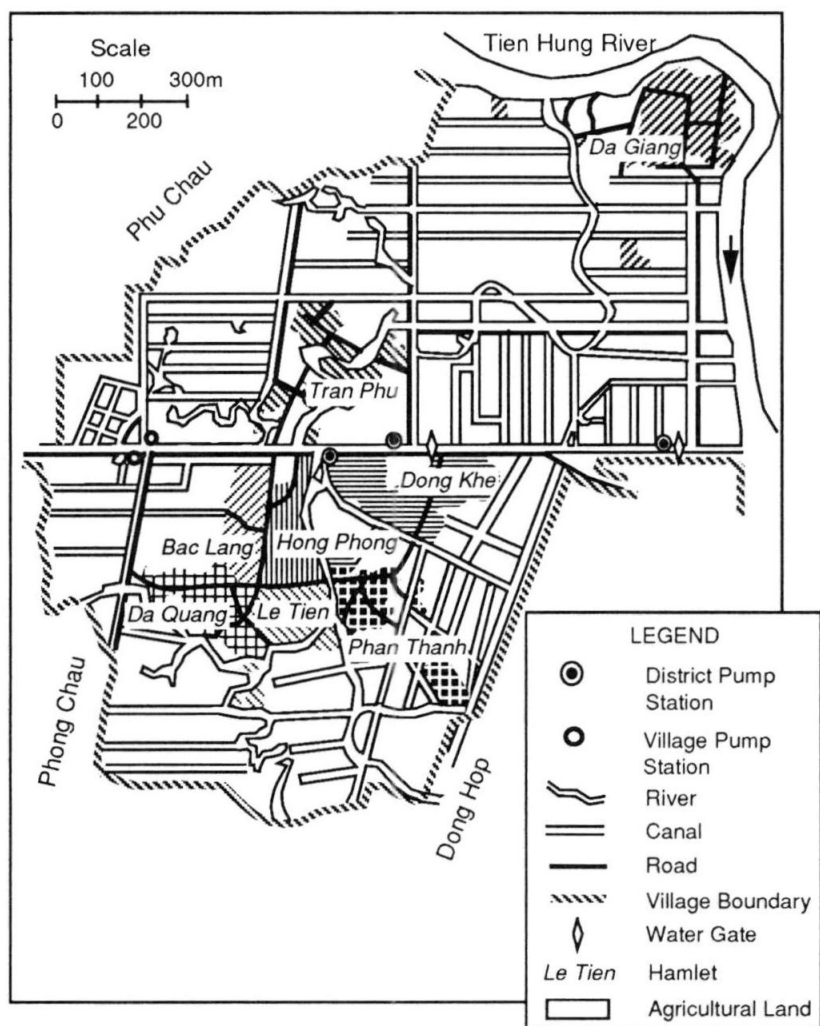 Scale
100 300m
0 200
Tien Hung River
Da Giang
Phu Chau
Tran Phu
Dong Khe
Bac Lang
Hong Phong
Da Quang
Le Tien
Phan Thanh
Phong Chau
Dong Hop
LEGEND
District Pump
Station
Village Pump
Station
River
Canal
Road
Village Boundary
Water Gate
Le Tien Hamlet
Agricultural Land